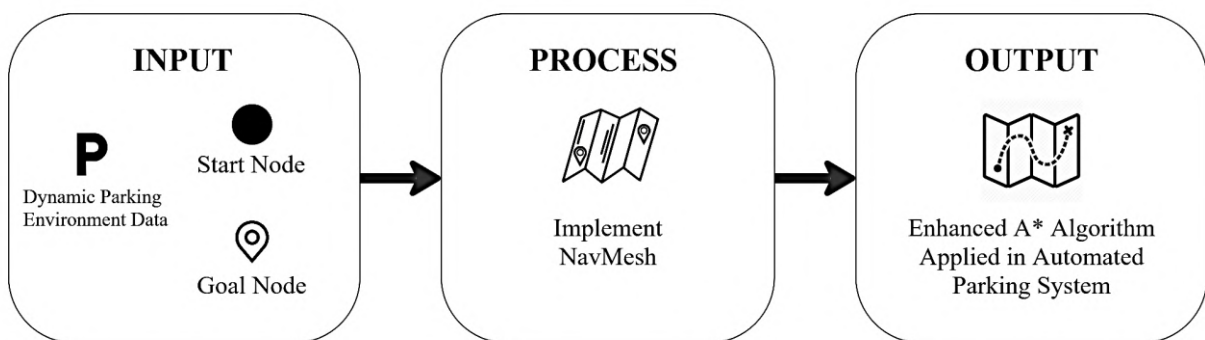 INPUT
P
Dynamic Parking
Environment Data
Start Node
Goal Node
PROCESS
Implement
NavMesh
OUTPUT
Enhanced A* Algorithm
Applied in Automated
Parking System